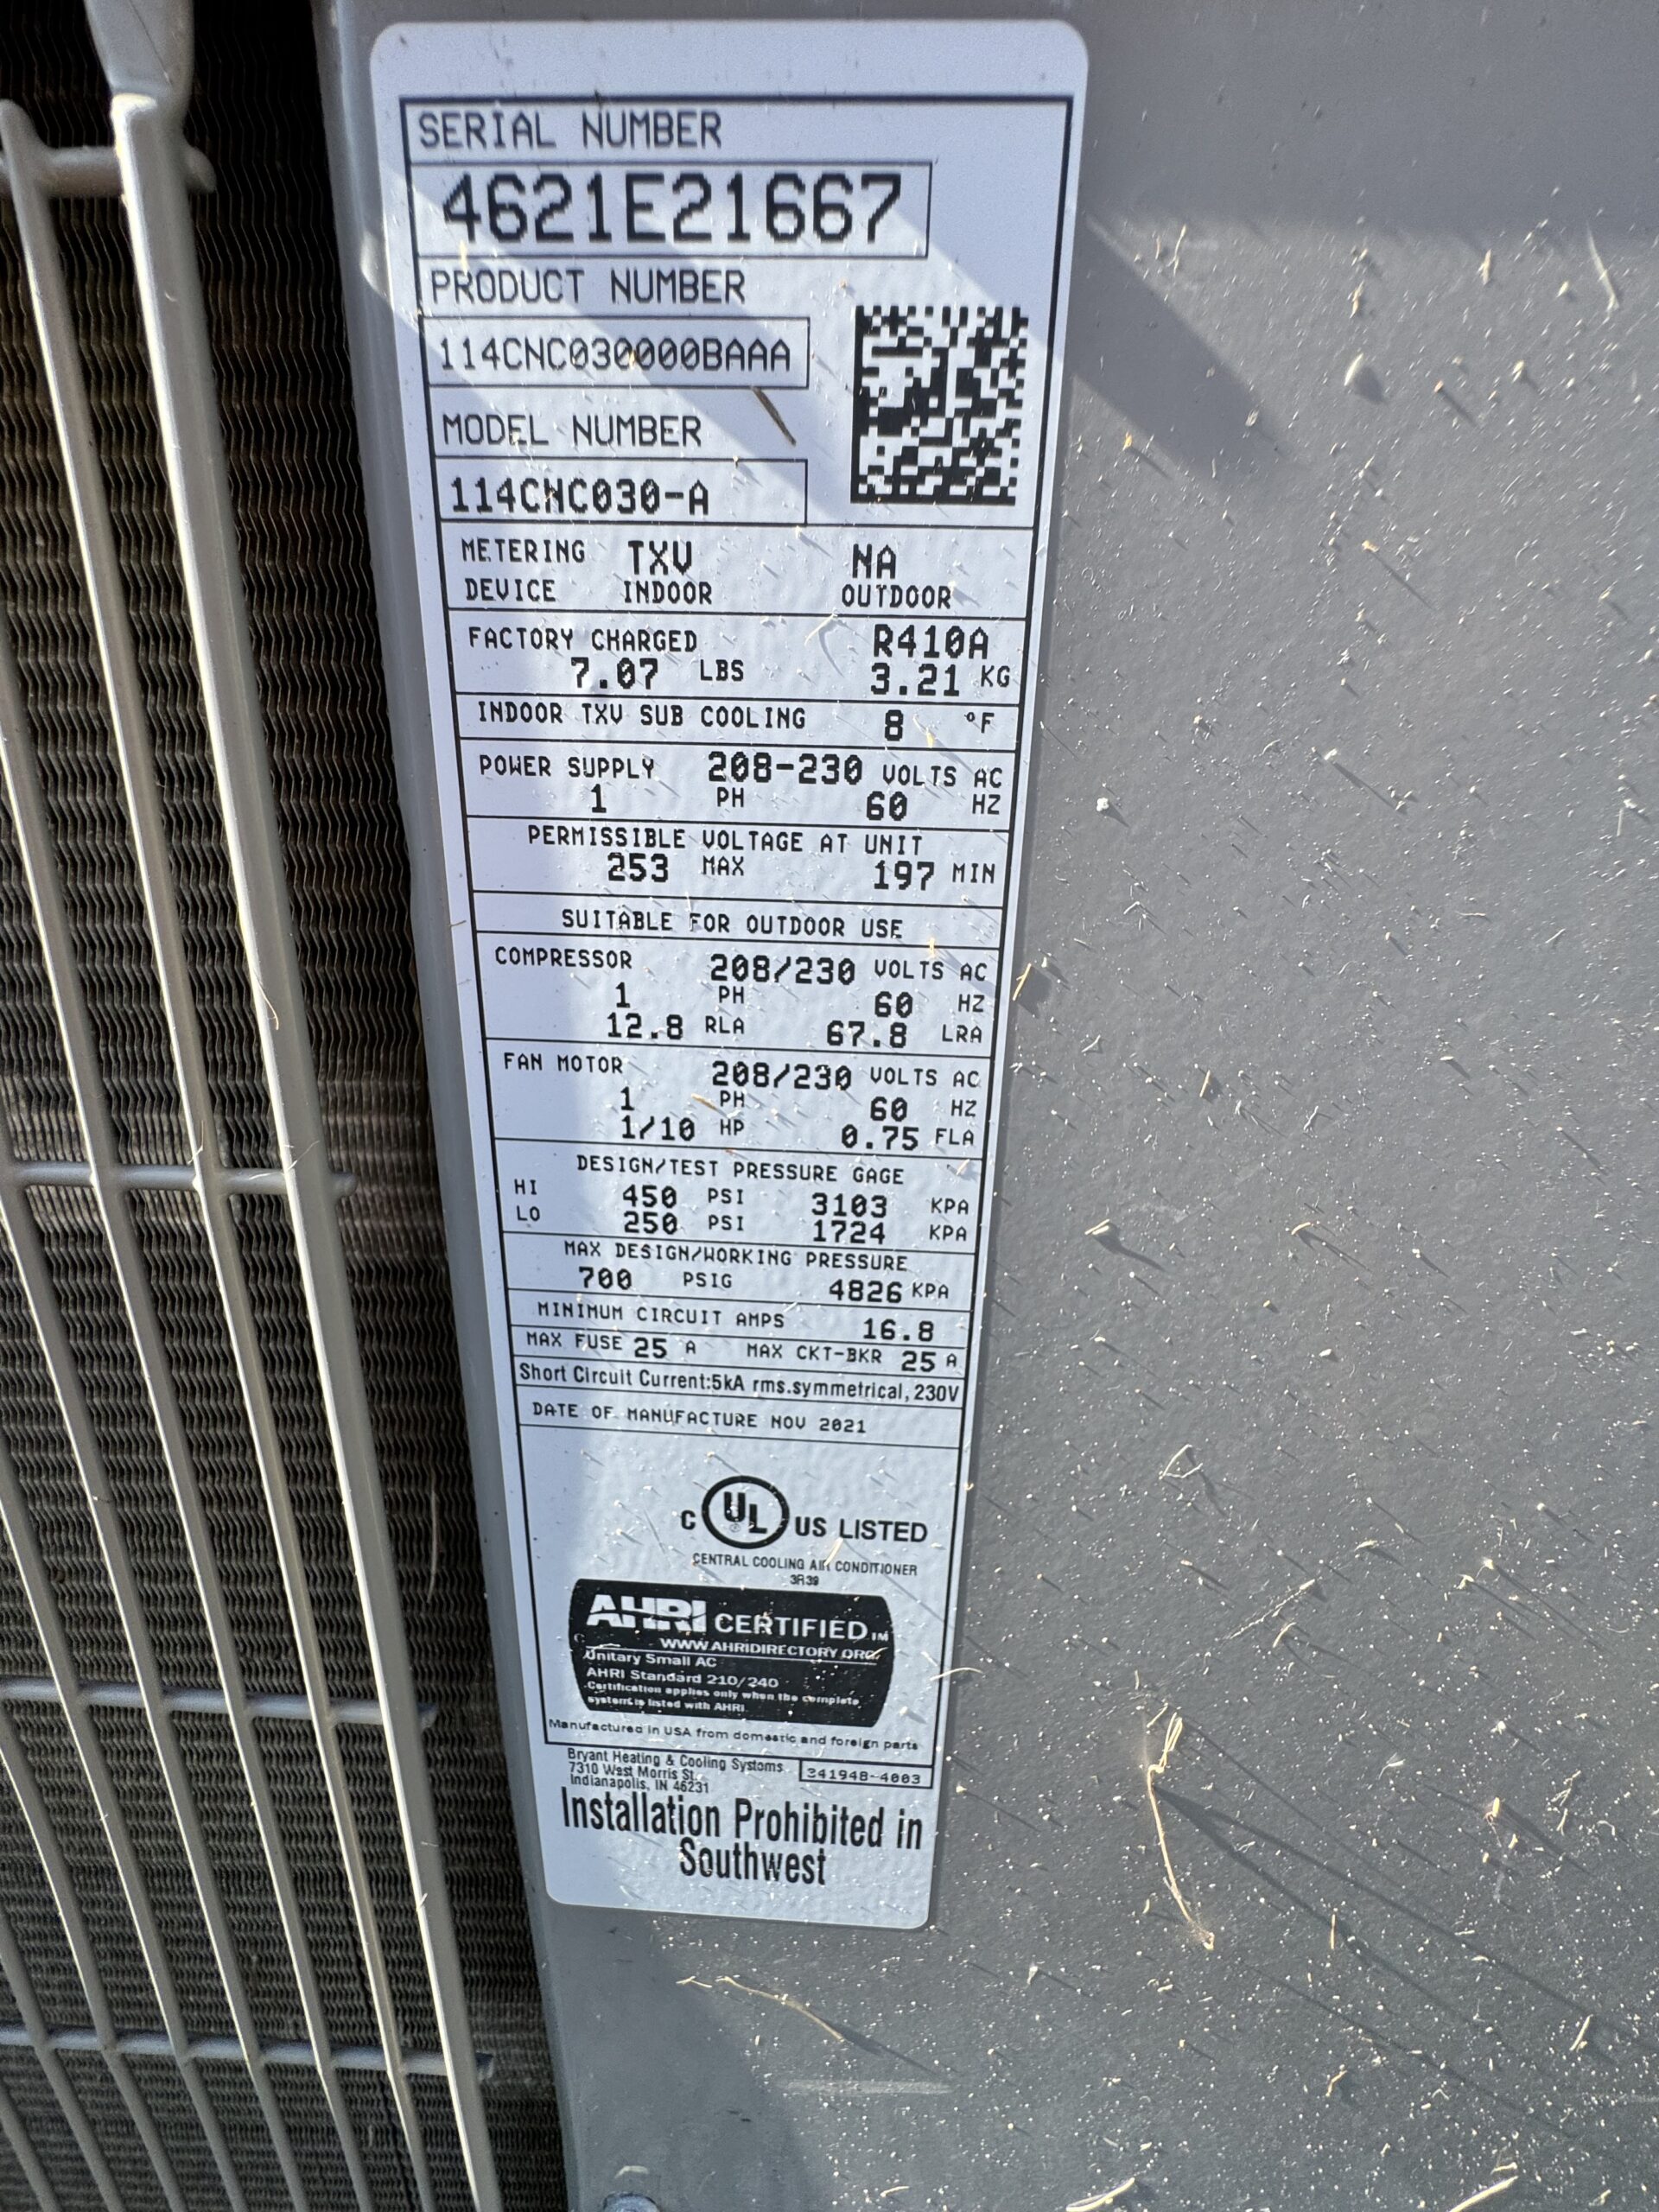 SERIAL NUMBER
4621E21667
PRODUCT NUMBER
114CNC030000BAAA
MODEL NUMBER
114CNC030-A
METERING TXV NA
DEVICE INDOOR OUTDOOR
FACTORY CHARGED R410A
7.07 LBS 3.21 KG
INDOOR TXV SUB COOLING 8 °F
POWER SUPPLY 208-230 VOLTS AC
1 PH 60 HZ
PERMISSIBLE VOLTAGE AT UNIT
253 MAX 197 MIN
SUITABLE FOR OUTDOOR USE
COMPRESSOR 208/230 VOLTS AC
1 PH 60 HZ
12.8 RLA 67.8 LRA
FAN MOTOR 208/230 VOLTS AC
1 PH 60 HZ
1/10 HP 0.75 FLA
DESIGN/TEST PRESSURE GAGE
HI 450 PSI 3103 KPA
LO 250 PSI 1724 KPA
MAX DESIGN/WORKING PRESSURE
700 PSIG 4826 KPA
MINIMUM CIRCUIT AMPS 16.8
MAX FUSE 25 A MAX CKT-BKR 25 A
Short Circuit Current:5kA rms.symmetrical, 230V
DATE OF MANUFACTURE NOV 2021
C UL US LISTED
CENTRAL COOLING AIR CONDITIONER
3R39
AHRI CERTIFIED TM
WWW.AHRIDIRECTORY.ORG
Unitary Small AC
AHRI Standard 210/240
Certification applies only when the complete
system is listed with AHRI
Manufactured in USA from domestic and foreign parts
Bryant Heating & Cooling Systems
7310 West Morris St.
Indianapolis, IN 46231
341948-4003
Installation Prohibited in
Southwest